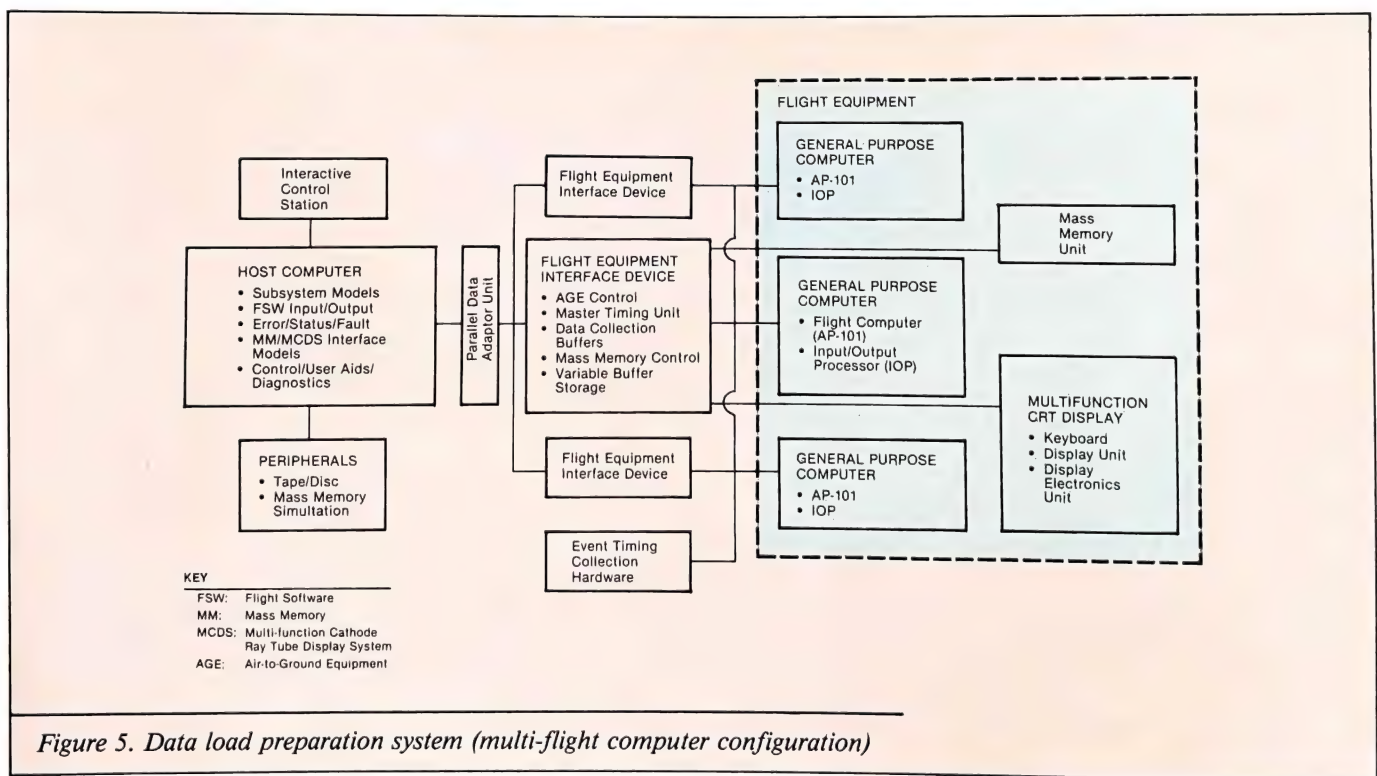 Interactive
Control
Station
HOST COMPUTER
• Subsystem Models
• FSW Input/Output
• Error/Status/Fault
• MM/MCDS Interface
Models
• Control/User Aids/
Diagnostics
PERIPHERALS
• Tape/Disc
• Mass Memory
Simultation
Parallel Data
Adaptor Unit
Flight Equipment
Interface Device
FLIGHT EQUIPMENT
INTERFACE DEVICE
• AGE Control
• Master Timing Unit
• Data Collection
Buffers
• Mass Memory Control
• Variable Buffer
Storage
Flight Equipment
Interface Device
Event Timing
Collection
Hardware
FLIGHT EQUIPMENT
GENERAL PURPOSE
COMPUTER
• AP-101
• IOP
GENERAL PURPOSE
COMPUTER
• Flight Computer
(AP-101)
• Input/Output
Processor (IOP)
GENERAL PURPOSE
COMPUTER
• AP-101
• IOP
Mass
Memory
Unit
MULTIFUNCTION
CRT DISPLAY
• Keyboard
• Display Unit
• Display
Electronics
Unit
KEY
FSW: Flight Software
MM: Mass Memory
MCDS: Multi-function Cathode
Ray Tube Display System
AGE: Air-to-Ground Equipment
Figure 5. Data load preparation system (multi-flight computer configuration)